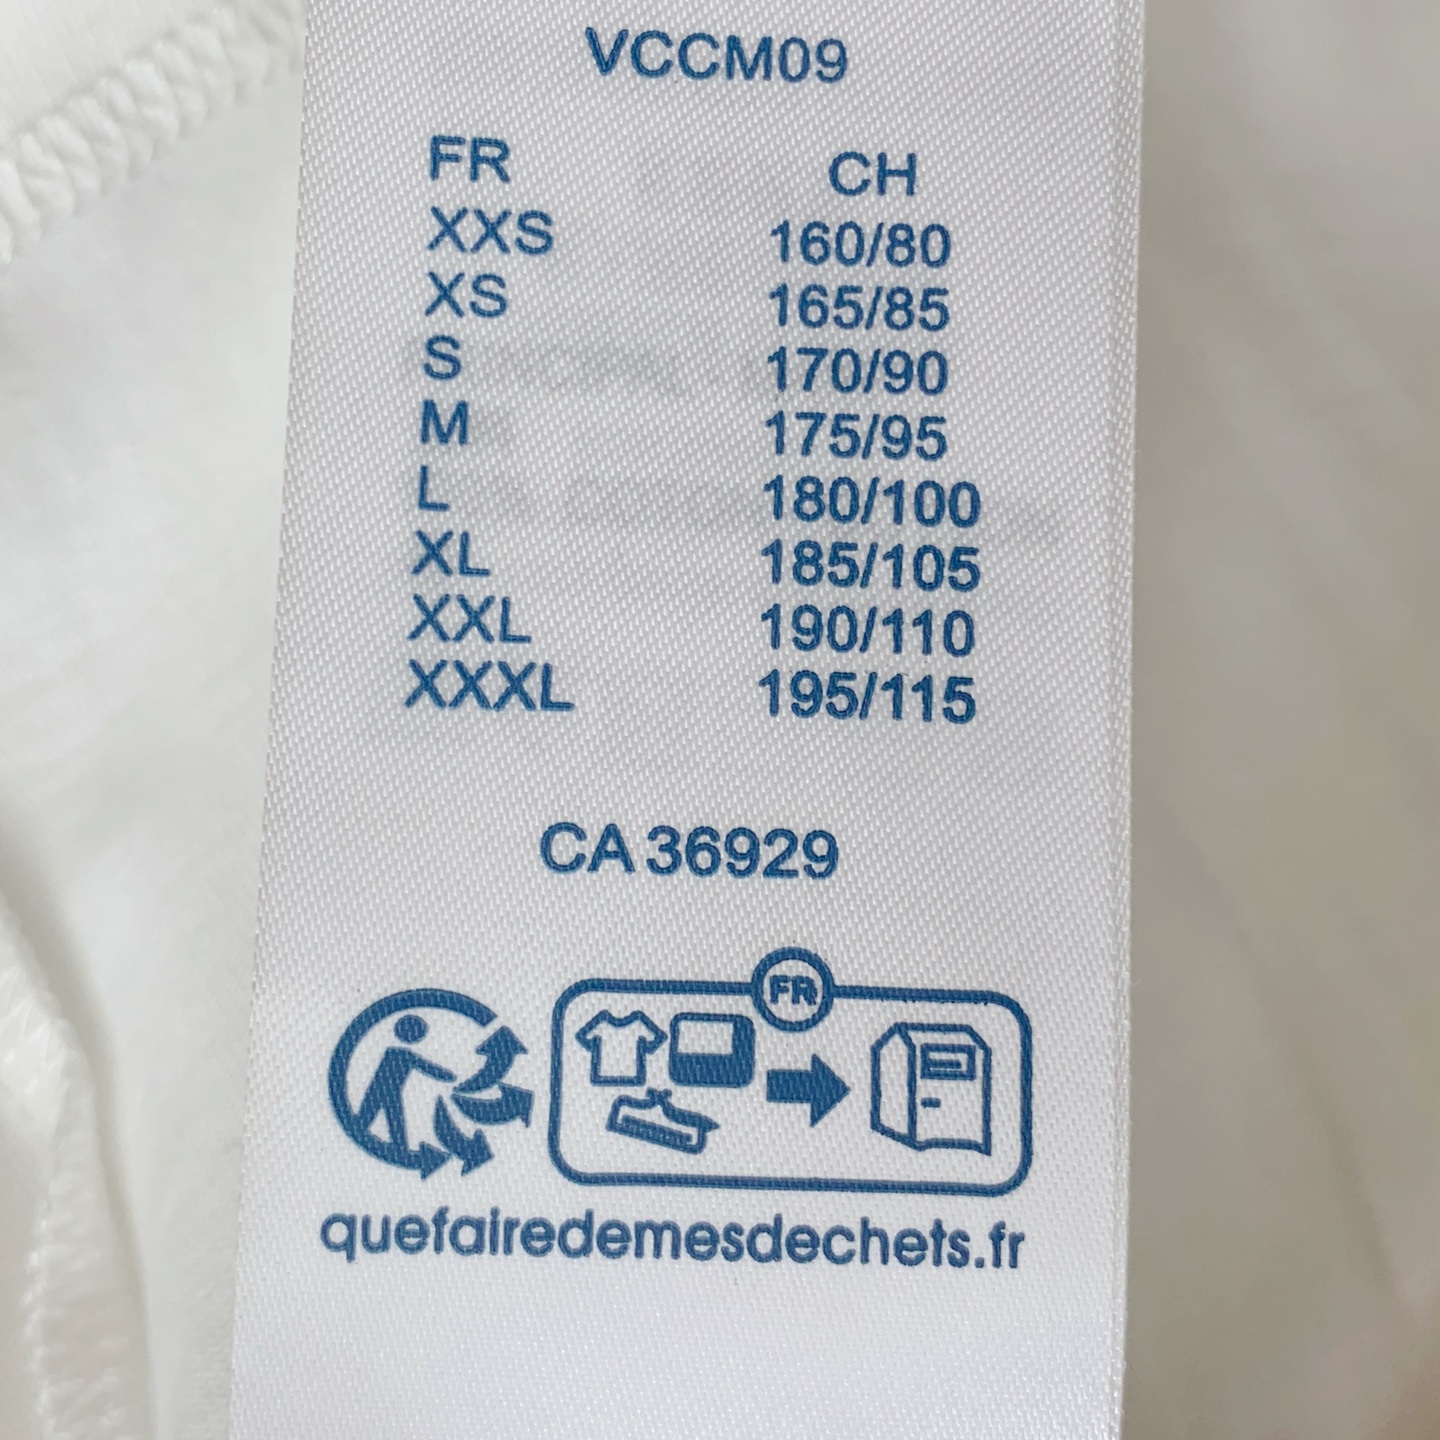 VCCM09
FR CH
XXS 160/80
XS 165/85
S 170/90
M 175/95
L 180/100
XL 185/105
XXL 190/110
XXXL 195/115
CA 36929
FR
quefairedemesdechets.fr